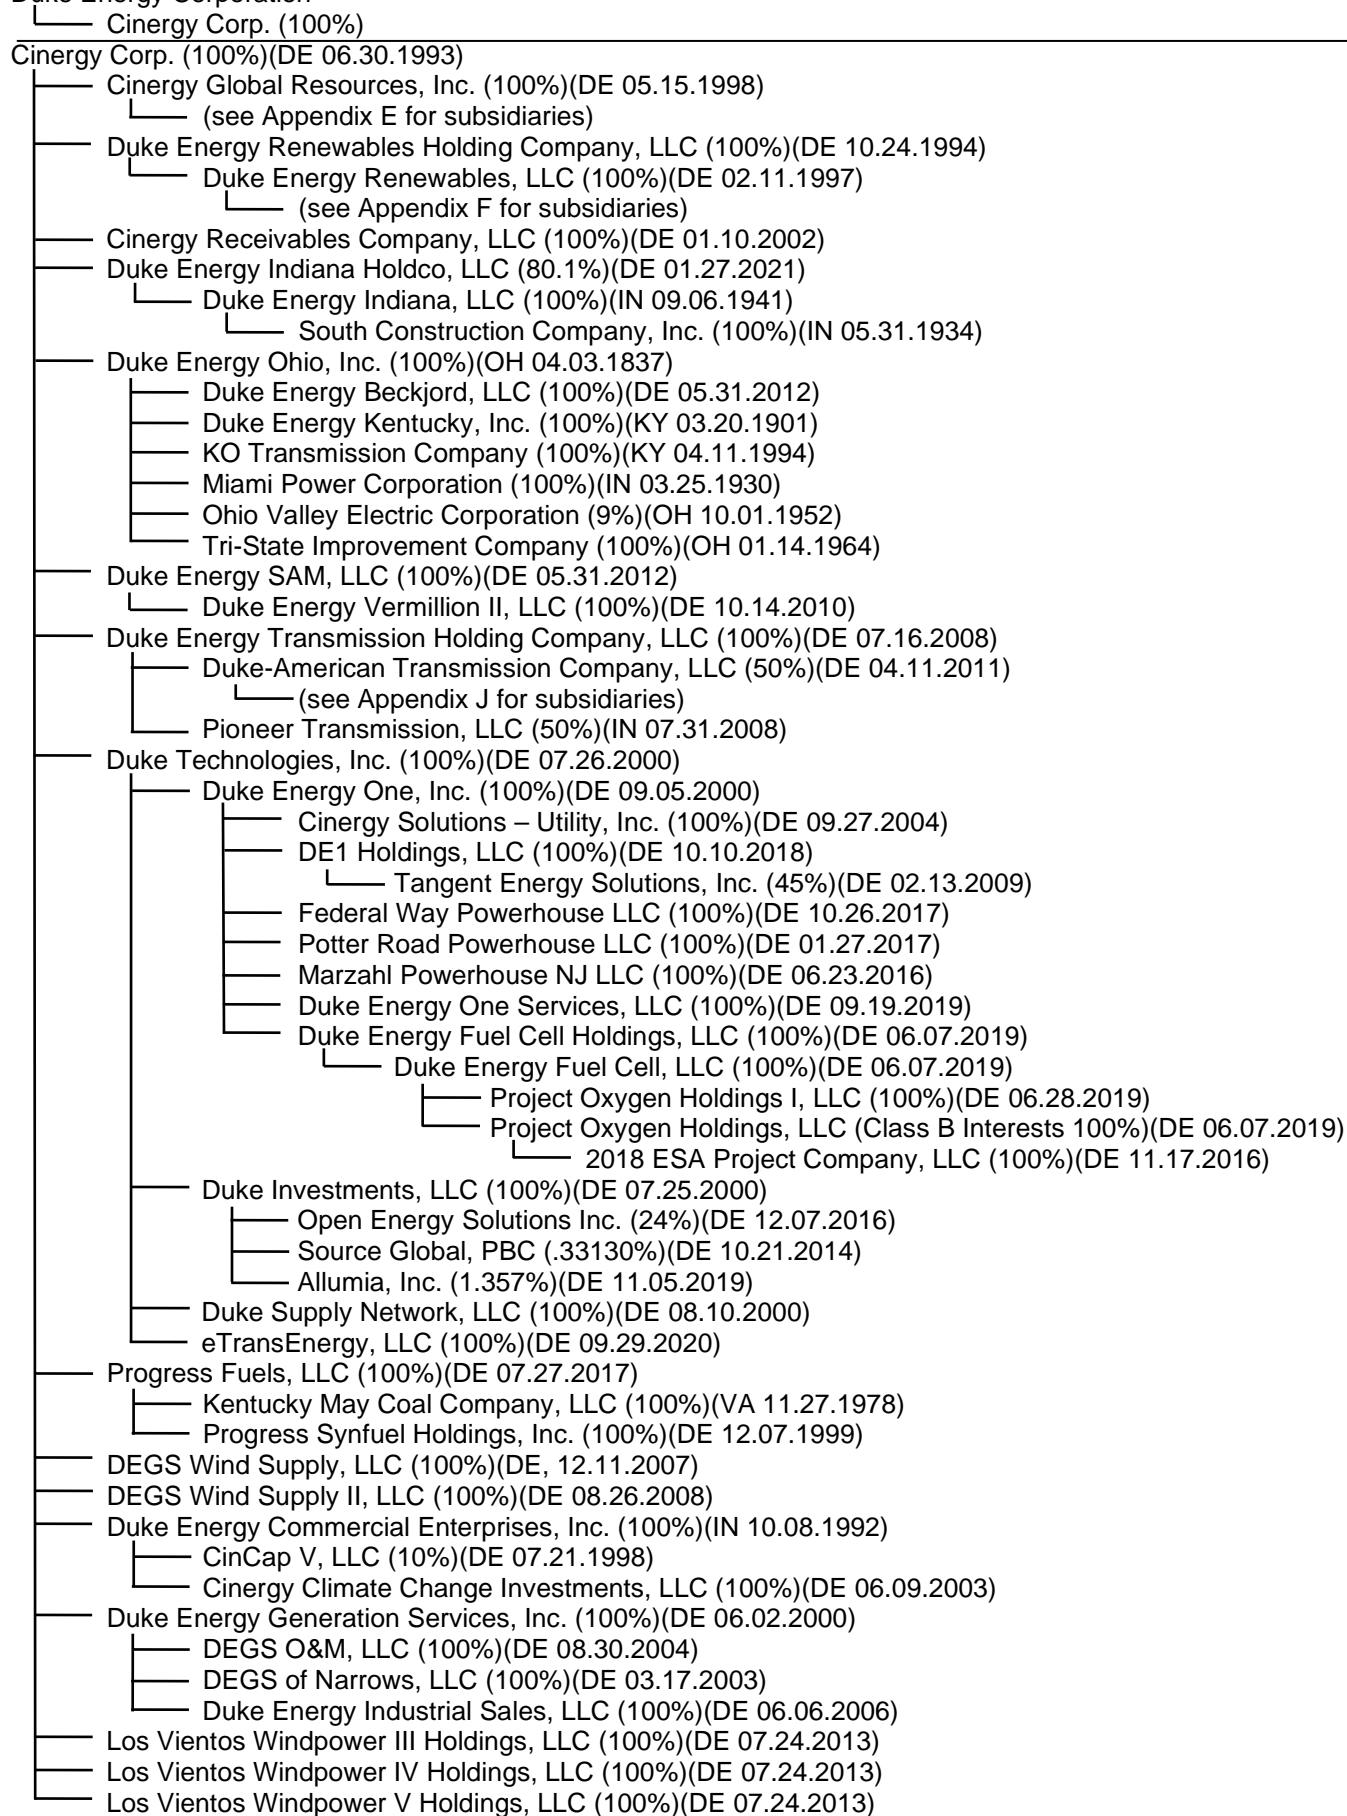 Duke Energy Corporation
Cinergy Corp. (100%)
Cinergy Corp. (100%)(DE 06.30.1993)
Cinergy Global Resources, Inc. (100%)(DE 05.15.1998)
(see Appendix E for subsidiaries)
Duke Energy Renewables Holding Company, LLC (100%)(DE 10.24.1994)
Duke Energy Renewables, LLC (100%)(DE 02.11.1997)
(see Appendix F for subsidiaries)
Cinergy Receivables Company, LLC (100%)(DE 01.10.2002)
Duke Energy Indiana Holdco, LLC (80.1%)(DE 01.27.2021)
Duke Energy Indiana, LLC (100%)(IN 09.06.1941)
South Construction Company, Inc. (100%)(IN 05.31.1934)
Duke Energy Ohio, Inc. (100%)(OH 04.03.1837)
Duke Energy Beckjord, LLC (100%)(DE 05.31.2012)
Duke Energy Kentucky, Inc. (100%)(KY 03.20.1901)
KO Transmission Company (100%)(KY 04.11.1994)
Miami Power Corporation (100%)(IN 03.25.1930)
Ohio Valley Electric Corporation (9%)(OH 10.01.1952)
Tri-State Improvement Company (100%)(OH 01.14.1964)
Duke Energy SAM, LLC (100%)(DE 05.31.2012)
Duke Energy Vermillion II, LLC (100%)(DE 10.14.2010)
Duke Energy Transmission Holding Company, LLC (100%)(DE 07.16.2008)
Duke-American Transmission Company, LLC (50%)(DE 04.11.2011)
(see Appendix J for subsidiaries)
Pioneer Transmission, LLC (50%)(IN 07.31.2008)
Duke Technologies, Inc. (100%)(DE 07.26.2000)
Duke Energy One, Inc. (100%)(DE 09.05.2000)
Cinergy Solutions – Utility, Inc. (100%)(DE 09.27.2004)
DE1 Holdings, LLC (100%)(DE 10.10.2018)
Tangent Energy Solutions, Inc. (45%)(DE 02.13.2009)
Federal Way Powerhouse LLC (100%)(DE 10.26.2017)
Potter Road Powerhouse LLC (100%)(DE 01.27.2017)
Marzahl Powerhouse NJ LLC (100%)(DE 06.23.2016)
Duke Energy One Services, LLC (100%)(DE 09.19.2019)
Duke Energy Fuel Cell Holdings, LLC (100%)(DE 06.07.2019)
Duke Energy Fuel Cell, LLC (100%)(DE 06.07.2019)
Project Oxygen Holdings I, LLC (100%)(DE 06.28.2019)
Project Oxygen Holdings, LLC (Class B Interests 100%)(DE 06.07.2019)
2018 ESA Project Company, LLC (100%)(DE 11.17.2016)
Duke Investments, LLC (100%)(DE 07.25.2000)
Open Energy Solutions Inc. (24%)(DE 12.07.2016)
Source Global, PBC (.33130%)(DE 10.21.2014)
Allumia, Inc. (1.357%)(DE 11.05.2019)
Duke Supply Network, LLC (100%)(DE 08.10.2000)
eTransEnergy, LLC (100%)(DE 09.29.2020)
Progress Fuels, LLC (100%)(DE 07.27.2017)
Kentucky May Coal Company, LLC (100%)(VA 11.27.1978)
Progress Synfuel Holdings, Inc. (100%)(DE 12.07.1999)
DEGS Wind Supply, LLC (100%)(DE, 12.11.2007)
DEGS Wind Supply II, LLC (100%)(DE 08.26.2008)
Duke Energy Commercial Enterprises, Inc. (100%)(IN 10.08.1992)
CinCap V, LLC (10%)(DE 07.21.1998)
Cinergy Climate Change Investments, LLC (100%)(DE 06.09.2003)
Duke Energy Generation Services, Inc. (100%)(DE 06.02.2000)
DEGS O&M, LLC (100%)(DE 08.30.2004)
DEGS of Narrows, LLC (100%)(DE 03.17.2003)
Duke Energy Industrial Sales, LLC (100%)(DE 06.06.2006)
Los Vientos Windpower III Holdings, LLC (100%)(DE 07.24.2013)
Los Vientos Windpower IV Holdings, LLC (100%)(DE 07.24.2013)
Los Vientos Windpower V Holdings, LLC (100%)(DE 07.24.2013)